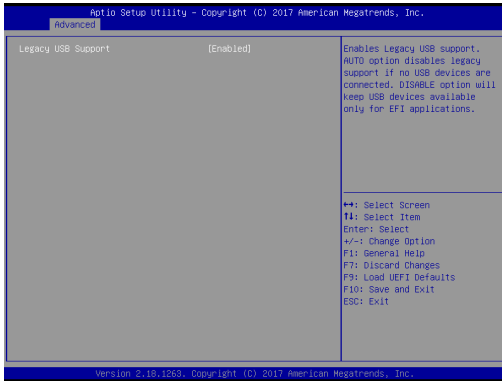 Aptio Setup Utility – Copyright (C) 2017 American Megatrends, Inc.
Advanced
Legacy USB Support [Enabled]
Enables Legacy USB support.
AUTO option disables legacy
support if no USB devices are
connected. DISABLE option will
keep USB devices available
only for EFI applications.
↔: Select Screen
↑↓: Select Item
Enter: Select
+/-: Change Option
F1: General Help
F7: Discard Changes
F9: Load UEFI Defaults
F10: Save and Exit
ESC: Exit
Version 2.18.1263. Copyright (C) 2017 American Megatrends, Inc.